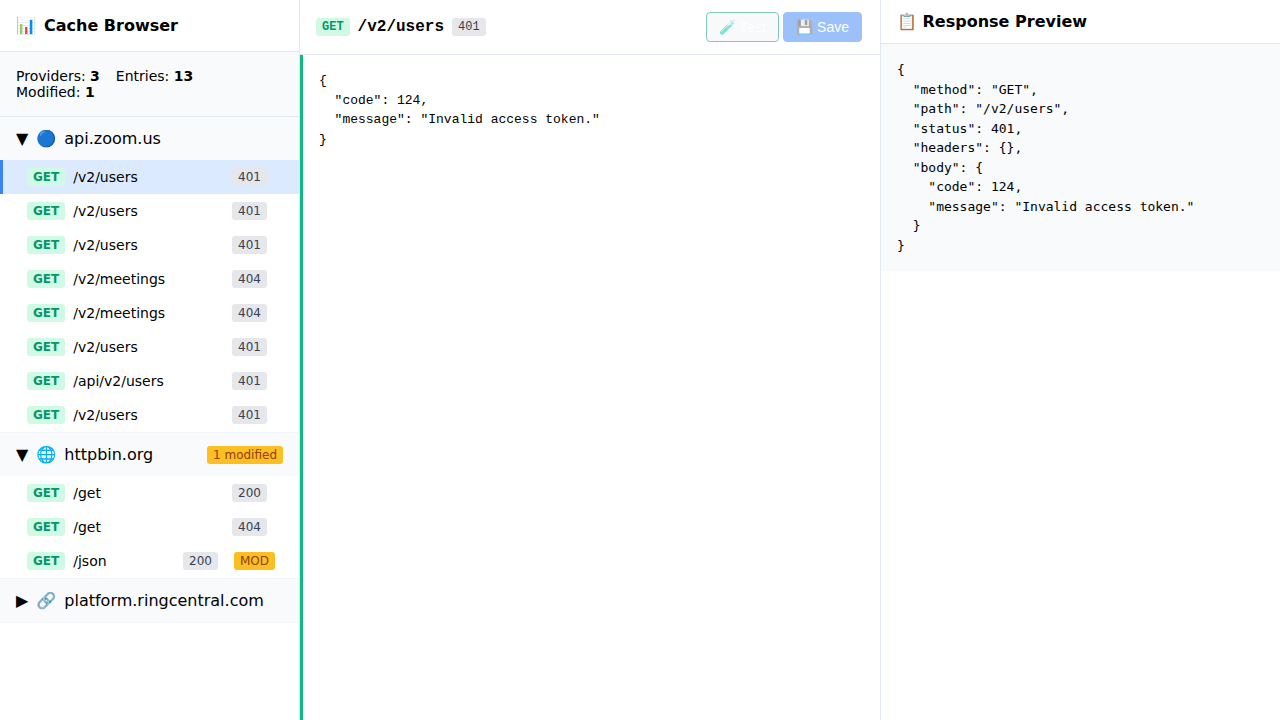 Cache Browser
Providers: 3 Entries: 13
Modified: 1
▼ api.zoom.us
GET /v2/users 401
GET /v2/users 401
GET /v2/users 401
GET /v2/meetings 404
GET /v2/meetings 404
GET /v2/users 401
GET /api/v2/users 401
GET /v2/users 401
▼ httpbin.org 1 modified
GET /get 200
GET /get 404
GET /json 200 MOD
▶ platform.ringcentral.com
GET /v2/users 401 Test Save
{
  "code": 124,
  "message": "Invalid access token."
}
Response Preview
{
  "method": "GET",
  "path": "/v2/users",
  "status": 401,
  "headers": {},
  "body": {
    "code": 124,
    "message": "Invalid access token."
  }
}